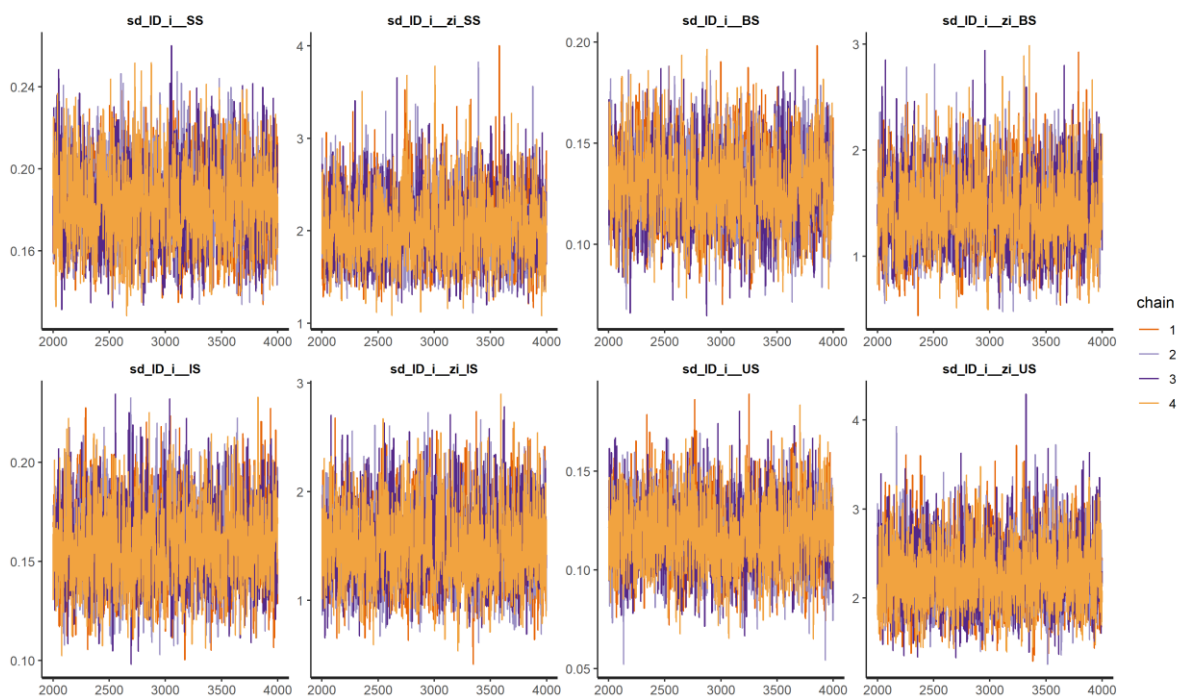 sd_ID_i__SS sd_ID_i__zi_SS sd_ID_i__BS sd_ID_i__zi_BS
0.24
0.20
0.16
2000 2500 3000 3500 4000
4
3
2
1
2000 2500 3000 3500 4000
0.20
0.15
0.10
2000 2500 3000 3500 4000
3
2
1
2000 2500 3000 3500 4000
sd_ID_i__IS sd_ID_i__zi_IS sd_ID_i__US sd_ID_i__zi_US
0.20
0.15
0.10
2000 2500 3000 3500 4000
3
2
1
2000 2500 3000 3500 4000
0.15
0.10
0.05
2000 2500 3000 3500 4000
4
3
2
2000 2500 3000 3500 4000
chain
1
2
3
4